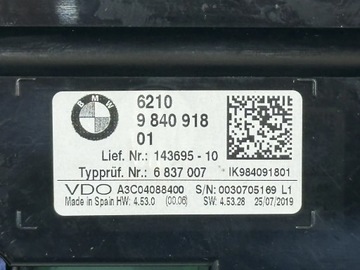 BMW
6210
9 840 918
01
Lief. Nr.: 143695 - 10
Typprüf. Nr.: 6 837 007 IK984091801
VDO A3C04088400 S/N: 0030705169 L1
Made in Spain HW: 4.53.0 (00.06) SW: 4.53.28 25/07/2019